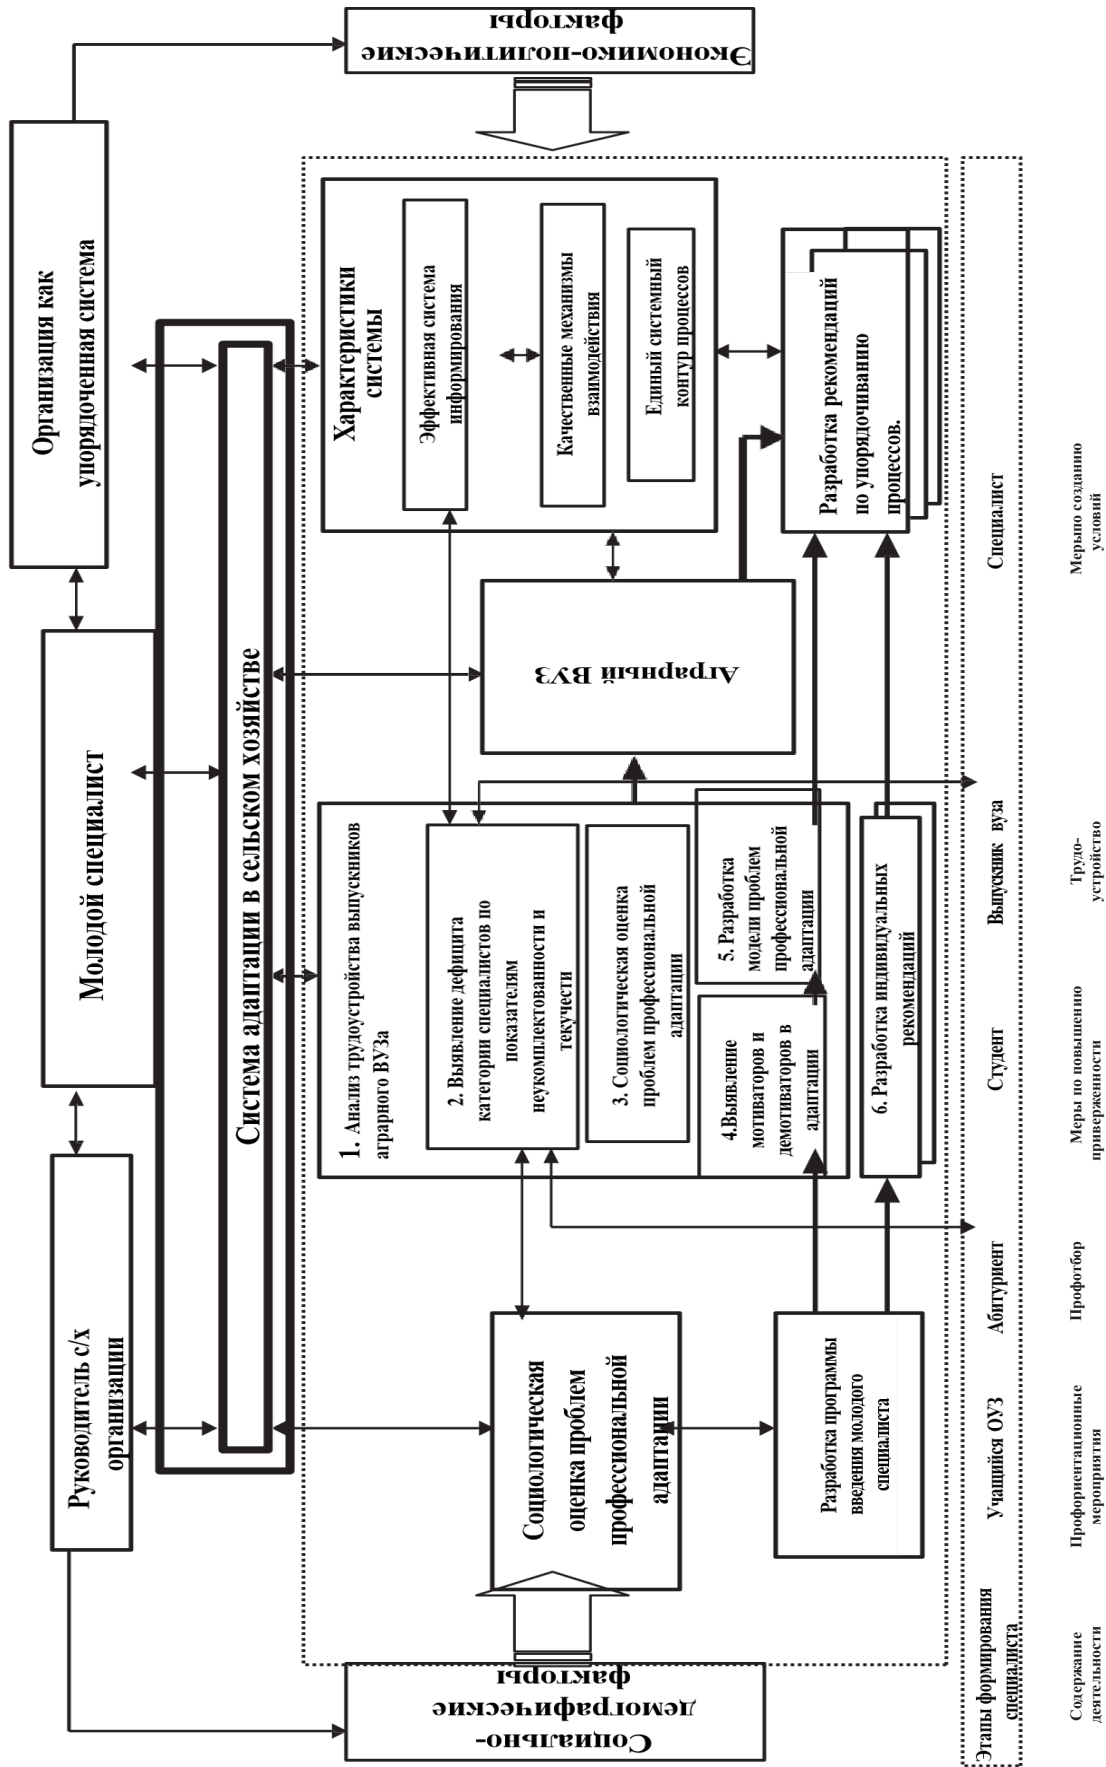 Руководитель с/х
организации
Молодой специалист
Организация как
упорядоченная система
Система адаптации в сельском хозяйстве
Социально-
демографические
факторы
Экономико-политические
факторы
Социологическая
оценка проблем
профессиональной
адаптации
Разработка программы
введения молодого
специалиста
1. Анализ трудоустройства выпускников
аграрного ВУЗа
2. Выявление дефицита
категории специалистов по
показателям
неукомплектованности и
текучести
3. Социологическая оценка
проблем профессиональной
адаптации
4.Выявление
мотиваторов и
демотиваторов в
адаптации
5. Разработка
модели проблем
профессиональной
адаптации
6. Разработка индивидуальных
рекомендаций
Аграрный ВУЗ
Характеристики
системы
Эффективная система
информирования
Качественные механизмы
взаимодействия
Единый системный
контур процессов
Разработка рекомендаций
по упорядочиванию
процессов.
Этапы формирования
специалиста
Учащийся ОУЗ
Абитуриент
Студент
Выпускник вуза
Специалист
Содержание
деятельности
Профориентационные
мероприятия
Профотбор
Меры по повышению
приверженности
Трудо-
устройство
Мерыпо созданию
условий